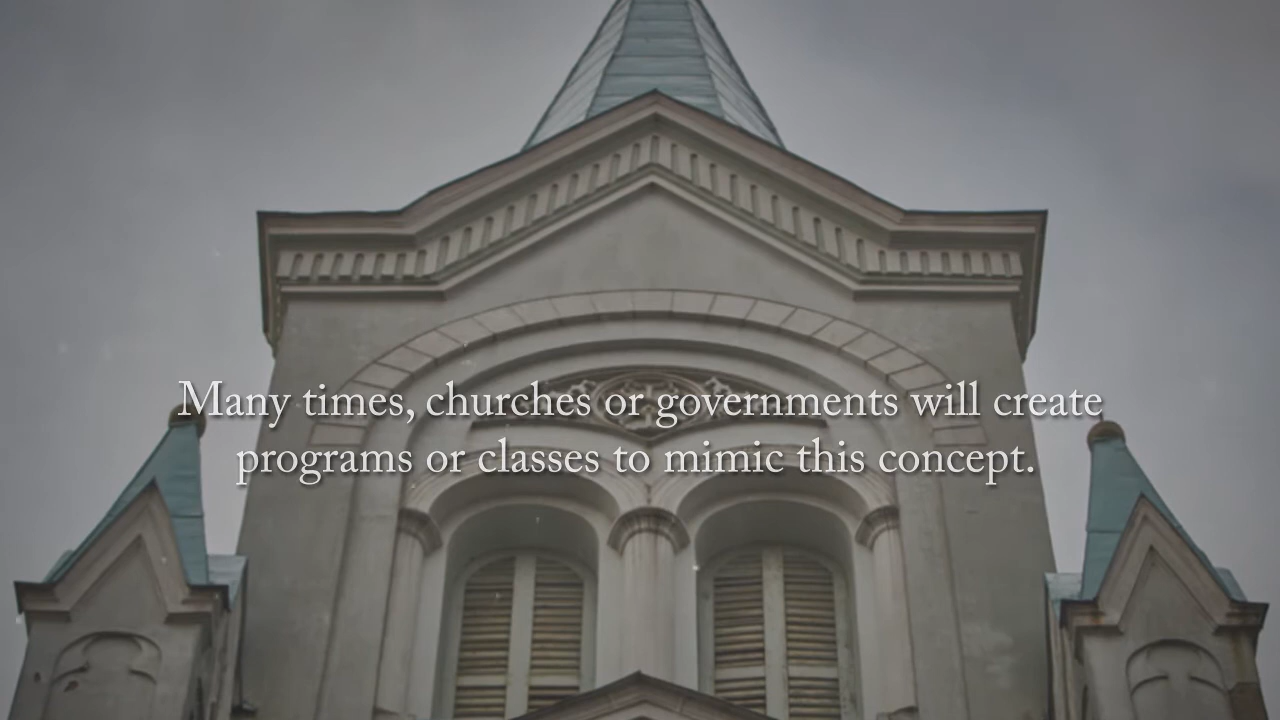 Many times, churches or governments will create
programs or classes to mimic this concept.